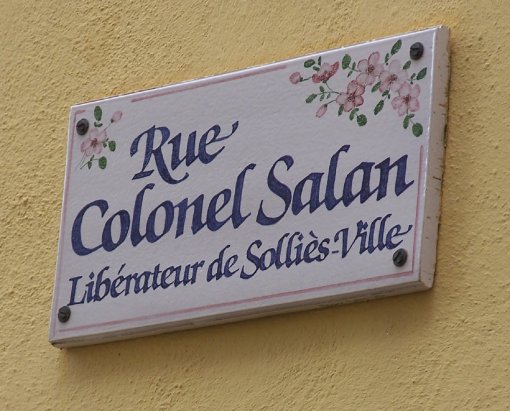 Rue
Colonel Salan
Libérateur de Solliès-Ville